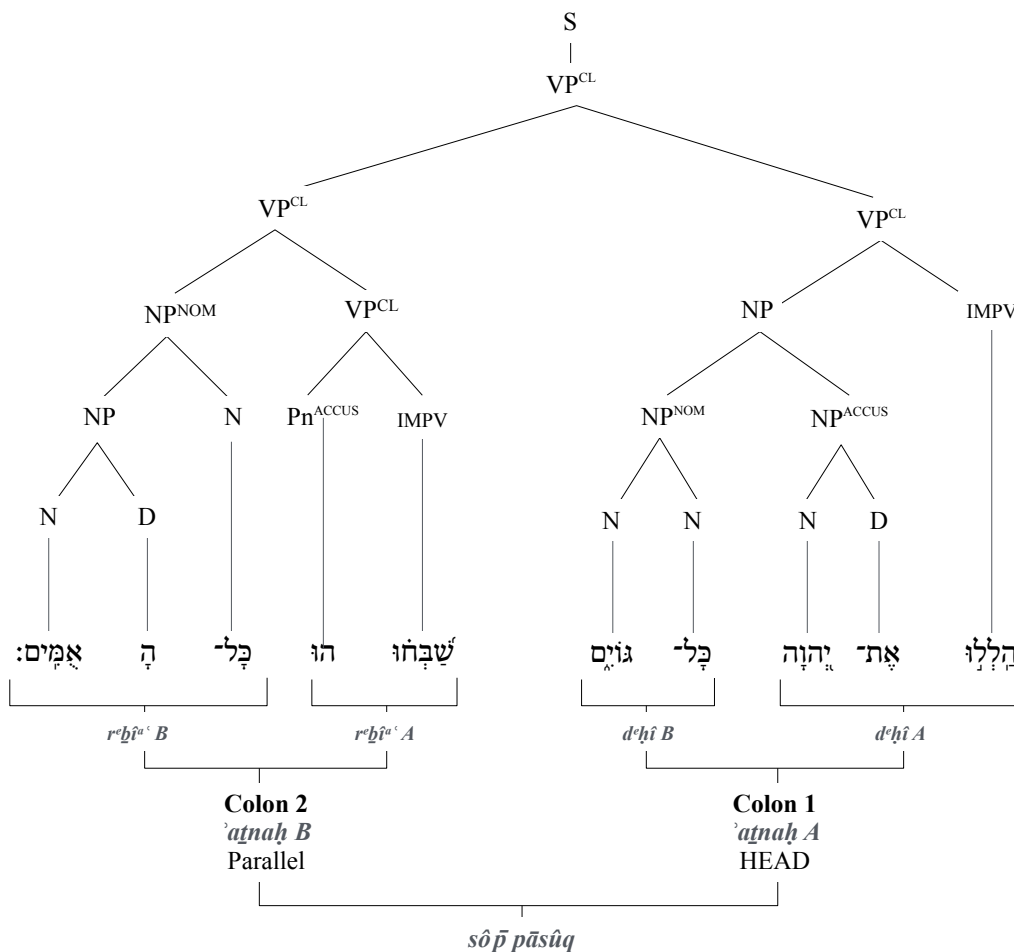 S
VP^CL
VP^CL VP^CL
NP^NOM VP^CL NP IMPV
NP N Pn^ACCUS IMPV NP^NOM NP^ACCUS
N D N N N D
הַֽלְל֣וּ אֶת־ יְ֭הוָה כָּל־ גּוֹיִ֑ם שַׁ֝בְּח֗וּ הוּ כָּל־ הָ אֻמִּֽים׃
rᵉḇîᵃʿ B rᵉḇîᵃʿ A dᵉḥî B dᵉḥî A
Colon 2 Colon 1
ʾaṯnaḥ B ʾaṯnaḥ A
Parallel HEAD
sôp̄ pāsûq